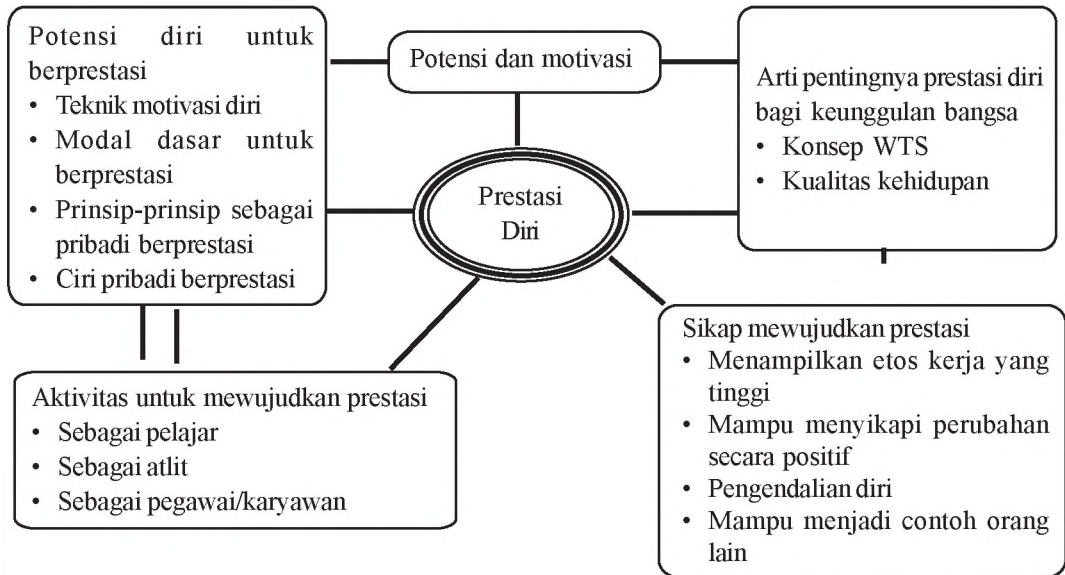 Potensi diri untuk
berprestasi
• Teknik motivasi diri
• Modal dasar untuk
berprestasi
• Prinsip-prinsip sebagai
pribadi berprestasi
• Ciri pribadi berprestasi
Potensi dan motivasi
Arti pentingnya prestasi diri
bagi keunggulan bangsa
• Konsep WTS
• Kualitas kehidupan
Prestasi
Diri
Aktivitas untuk mewujudkan prestasi
• Sebagai pelajar
• Sebagai atlit
• Sebagai pegawai/karyawan
Sikap mewujudkan prestasi
• Menampilkan etos kerja yang
tinggi
• Mampu menyikapi perubahan
secara positif
• Pengendalian diri
• Mampu menjadi contoh orang
lain